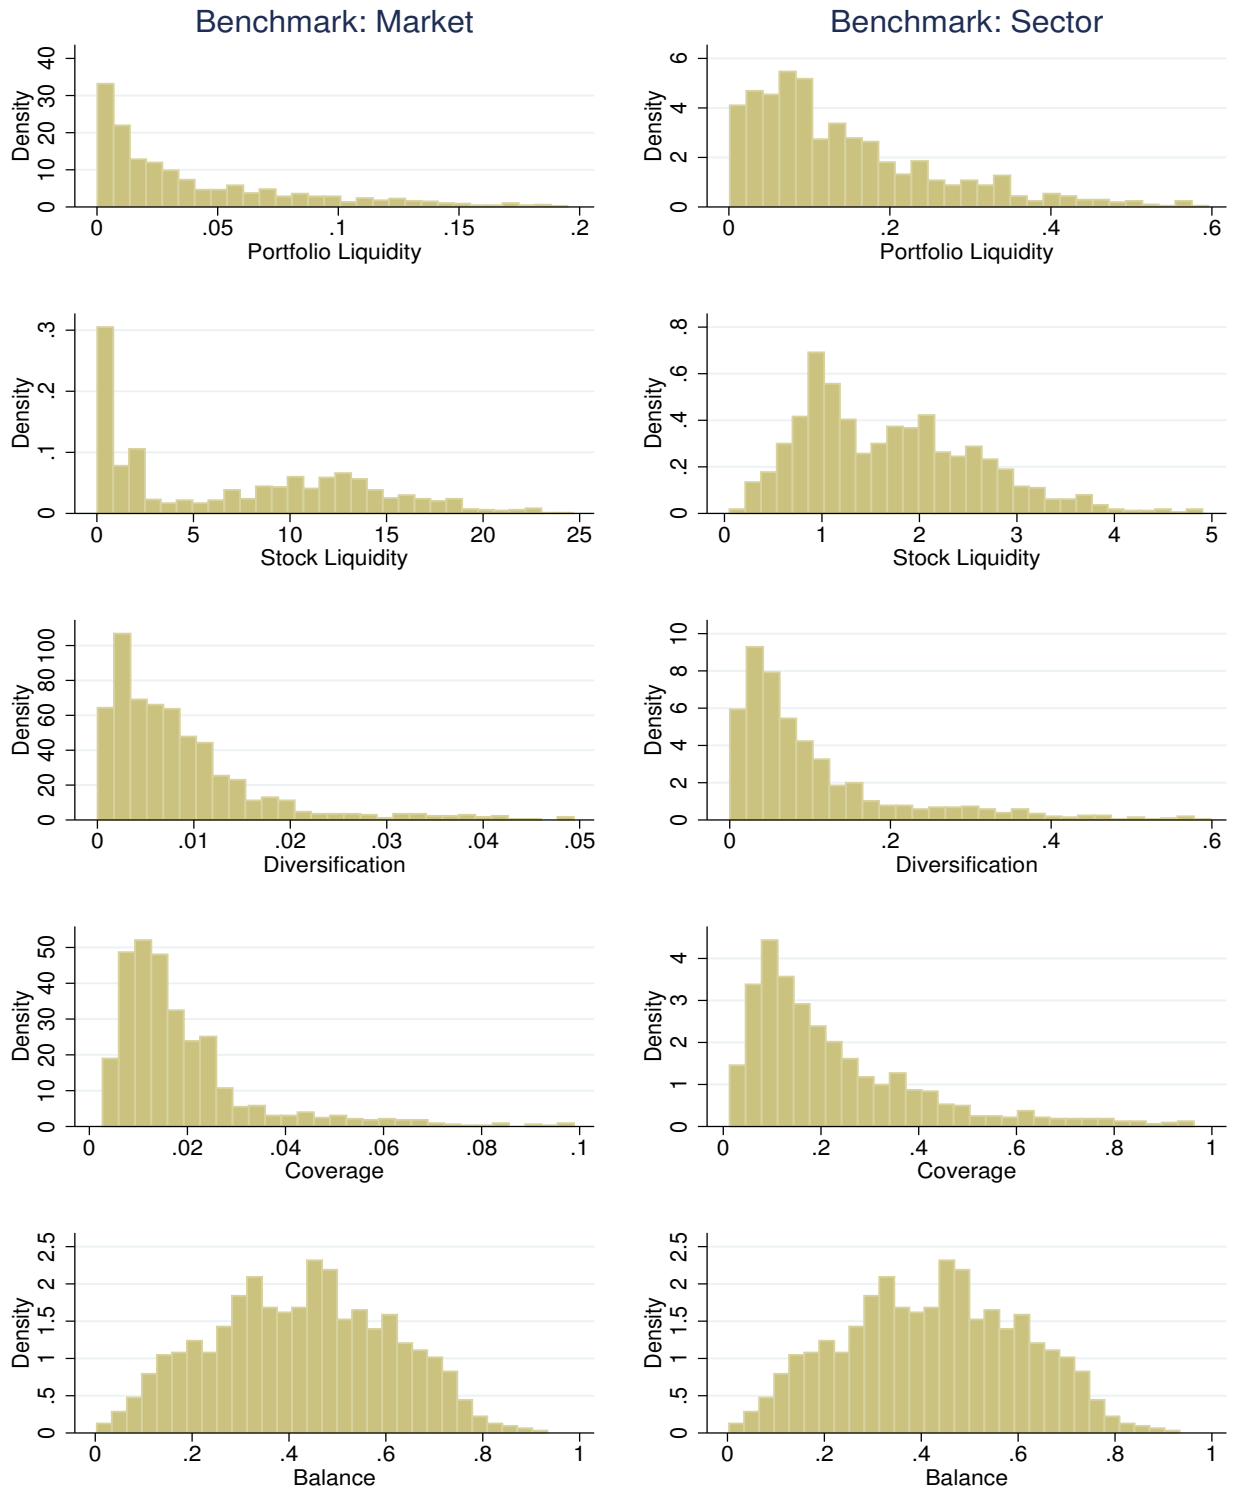 Benchmark: Market
Density
0 10 20 30 40
0 .05 .1 .15 .2
Portfolio Liquidity
Density
0 .1 .2 .3
0 5 10 15 20 25
Stock Liquidity
Density
0 20 40 60 80 100
0 .01 .02 .03 .04 .05
Diversification
Density
0 10 20 30 40 50
0 .02 .04 .06 .08 .1
Coverage
Density
0 .5 1 1.5 2 2.5
0 .2 .4 .6 .8 1
Balance
Benchmark: Sector
Density
0 2 4 6
0 .2 .4 .6
Portfolio Liquidity
Density
0 .2 .4 .6 .8
0 1 2 3 4 5
Stock Liquidity
Density
0 2 4 6 8 10
0 .2 .4 .6
Diversification
Density
0 1 2 3 4
0 .2 .4 .6 .8 1
Coverage
Density
0 .5 1 1.5 2 2.5
0 .2 .4 .6 .8 1
Balance